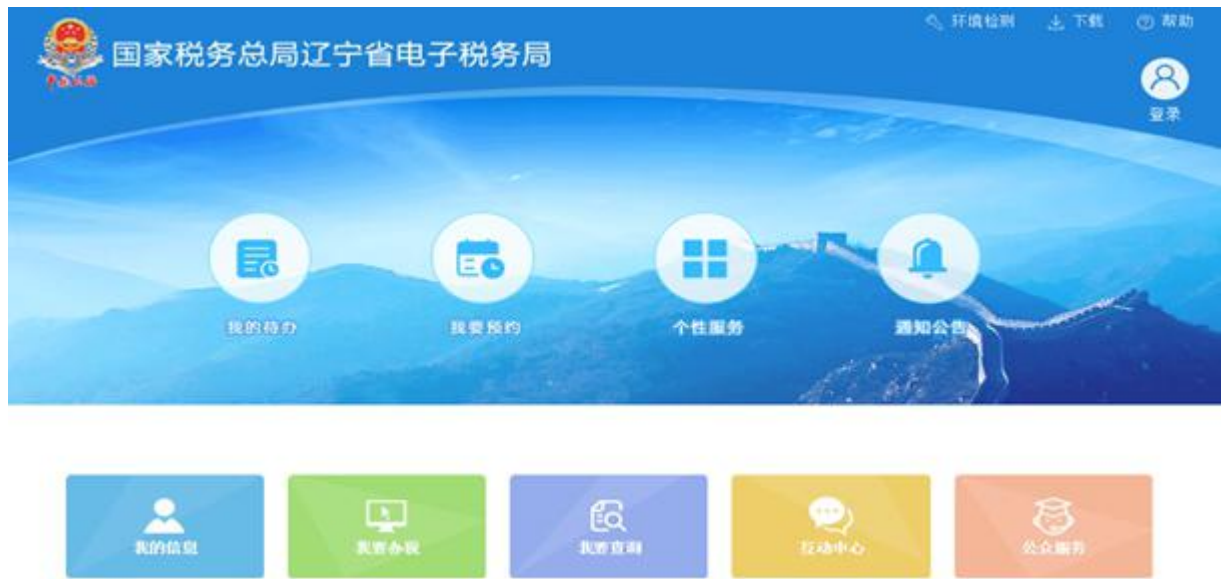 环境检测 下载 帮助
国家税务总局辽宁省电子税务局
登录
我的待办 我要预约 个性服务 通知公告
我的信息 我要办税 我要查询 互动中心 公众服务